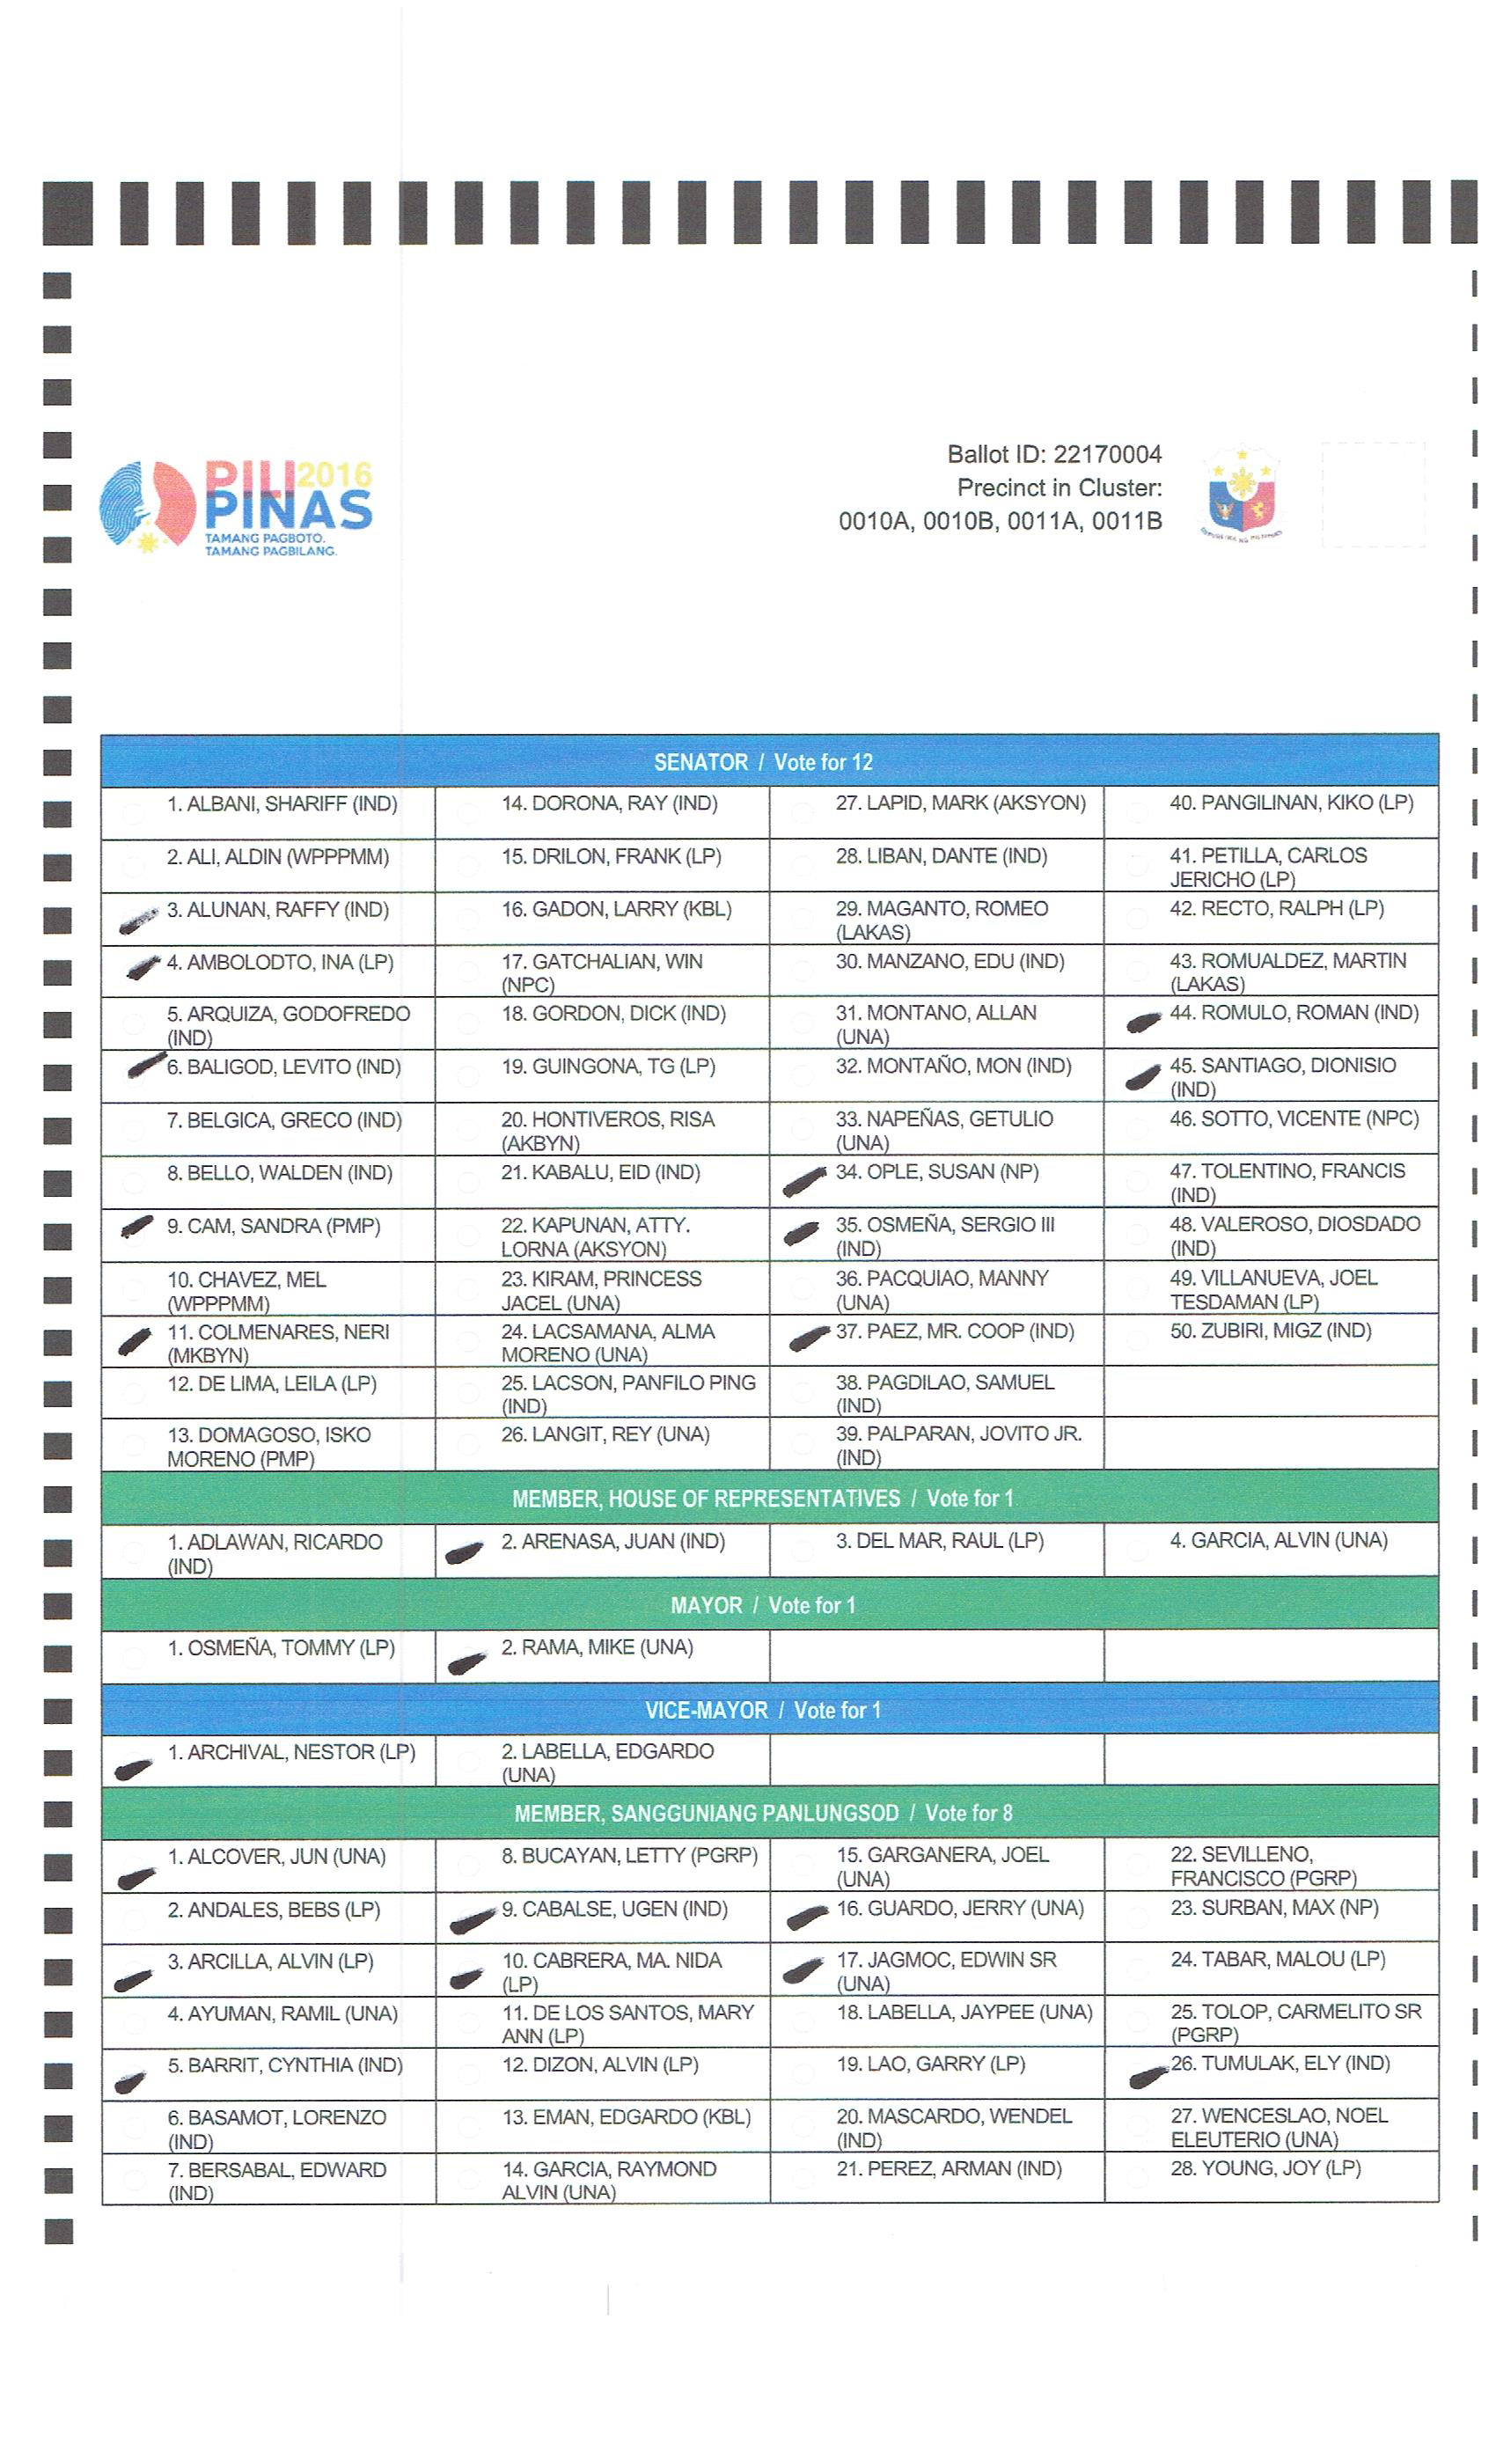 PILI 2016
PINAS
TAMANG PAGBOTO.
TAMANG PAGBILANG.
Ballot ID: 22170004
Precinct in Cluster:
0010A, 0010B, 0011A, 0011B
REPUBLIKA NG PILIPINAS
SENATOR / Vote for 12
1. ALBANI, SHARIFF (IND)
14. DORONA, RAY (IND)
27. LAPID, MARK (AKSYON)
40. PANGILINAN, KIKO (LP)
2. ALI, ALDIN (WPPPMM)
15. DRILON, FRANK (LP)
28. LIBAN, DANTE (IND)
41. PETILLA, CARLOS
JERICHO (LP)
3. ALUNAN, RAFFY (IND)
16. GADON, LARRY (KBL)
29. MAGANTO, ROMEO
(LAKAS)
42. RECTO, RALPH (LP)
4. AMBOLODTO, INA (LP)
17. GATCHALIAN, WIN
(NPC)
30. MANZANO, EDU (IND)
43. ROMUALDEZ, MARTIN
(LAKAS)
5. ARQUIZA, GODOFREDO
(IND)
18. GORDON, DICK (IND)
31. MONTANO, ALLAN
(UNA)
44. ROMULO, ROMAN (IND)
6. BALIGOD, LEVITO (IND)
19. GUINGONA, TG (LP)
32. MONTAÑO, MON (IND)
45. SANTIAGO, DIONISIO
(IND)
7. BELGICA, GRECO (IND)
20. HONTIVEROS, RISA
(AKBYN)
33. NAPEÑAS, GETULIO
(UNA)
46. SOTTO, VICENTE (NPC)
8. BELLO, WALDEN (IND)
21. KABALU, EID (IND)
34. OPLE, SUSAN (NP)
47. TOLENTINO, FRANCIS
(IND)
9. CAM, SANDRA (PMP)
22. KAPUNAN, ATTY.
LORNA (AKSYON)
35. OSMEÑA, SERGIO III
(IND)
48. VALEROSO, DIOSDADO
(IND)
10. CHAVEZ, MEL
(WPPPMM)
23. KIRAM, PRINCESS
JACEL (UNA)
36. PACQUIAO, MANNY
(UNA)
49. VILLANUEVA, JOEL
TESDAMAN (LP)
11. COLMENARES, NERI
(MKBYN)
24. LACSAMANA, ALMA
MORENO (UNA)
37. PAEZ, MR. COOP (IND)
50. ZUBIRI, MIGZ (IND)
12. DE LIMA, LEILA (LP)
25. LACSON, PANFILO PING
(IND)
38. PAGDILAO, SAMUEL
(IND)
13. DOMAGOSO, ISKO
MORENO (PMP)
26. LANGIT, REY (UNA)
39. PALPARAN, JOVITO JR.
(IND)
MEMBER, HOUSE OF REPRESENTATIVES / Vote for 1
1. ADLAWAN, RICARDO
(IND)
2. ARENASA, JUAN (IND)
3. DEL MAR, RAUL (LP)
4. GARCIA, ALVIN (UNA)
MAYOR / Vote for 1
1. OSMEÑA, TOMMY (LP)
2. RAMA, MIKE (UNA)
VICE-MAYOR / Vote for 1
1. ARCHIVAL, NESTOR (LP)
2. LABELLA, EDGARDO
(UNA)
MEMBER, SANGGUNIANG PANLUNGSOD / Vote for 8
1. ALCOVER, JUN (UNA)
8. BUCAYAN, LETTY (PGRP)
15. GARGANERA, JOEL
(UNA)
22. SEVILLENO,
FRANCISCO (PGRP)
2. ANDALES, BEBS (LP)
9. CABALSE, UGEN (IND)
16. GUARDO, JERRY (UNA)
23. SURBAN, MAX (NP)
3. ARCILLA, ALVIN (LP)
10. CABRERA, MA. NIDA
(LP)
17. JAGMOC, EDWIN SR
(UNA)
24. TABAR, MALOU (LP)
4. AYUMAN, RAMIL (UNA)
11. DE LOS SANTOS, MARY
ANN (LP)
18. LABELLA, JAYPEE (UNA)
25. TOLOP, CARMELITO SR
(PGRP)
5. BARRIT, CYNTHIA (IND)
12. DIZON, ALVIN (LP)
19. LAO, GARRY (LP)
26. TUMULAK, ELY (IND)
6. BASAMOT, LORENZO
(IND)
13. EMAN, EDGARDO (KBL)
20. MASCARDO, WENDEL
(IND)
27. WENCESLAO, NOEL
ELEUTERIO (UNA)
7. BERSABAL, EDWARD
(IND)
14. GARCIA, RAYMOND
ALVIN (UNA)
21. PEREZ, ARMAN (IND)
28. YOUNG, JOY (LP)